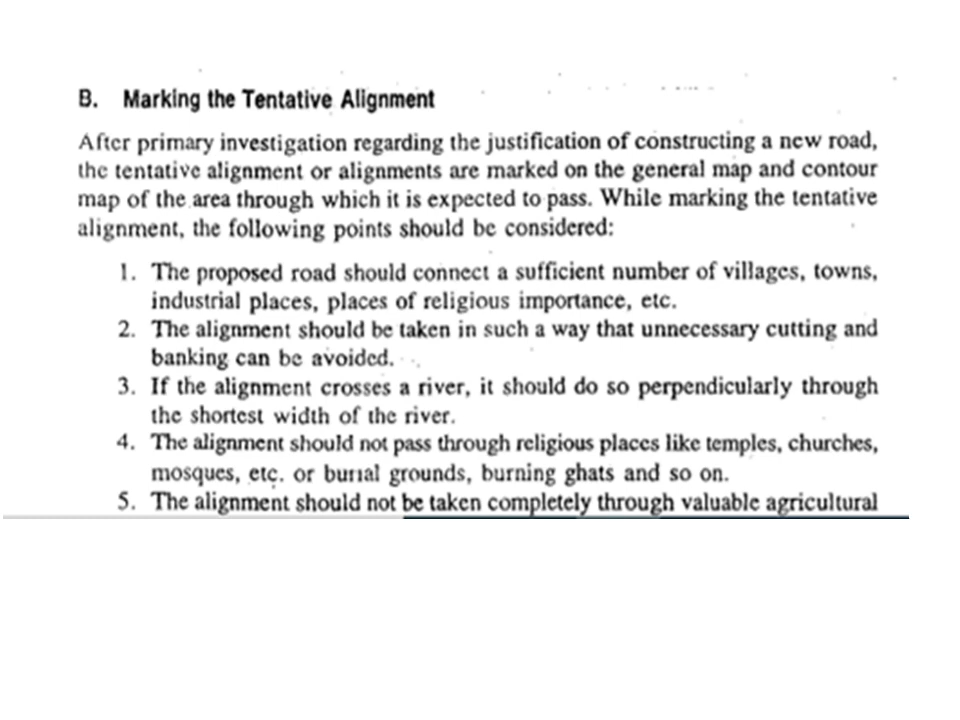 B. Marking the Tentative Alignment
After primary investigation regarding the justification of constructing a new road,
the tentative alignment or alignments are marked on the general map and contour
map of the area through which it is expected to pass. While marking the tentative
alignment, the following points should be considered:
1. The proposed road should connect a sufficient number of villages, towns,
industrial places, places of religious importance, etc.
2. The alignment should be taken in such a way that unnecessary cutting and
banking can be avoided.
3. If the alignment crosses a river, it should do so perpendicularly through
the shortest width of the river.
4. The alignment should not pass through religious places like temples, churches,
mosques, etc. or burial grounds, burning ghats and so on.
5. The alignment should not be taken completely through valuable agricultural